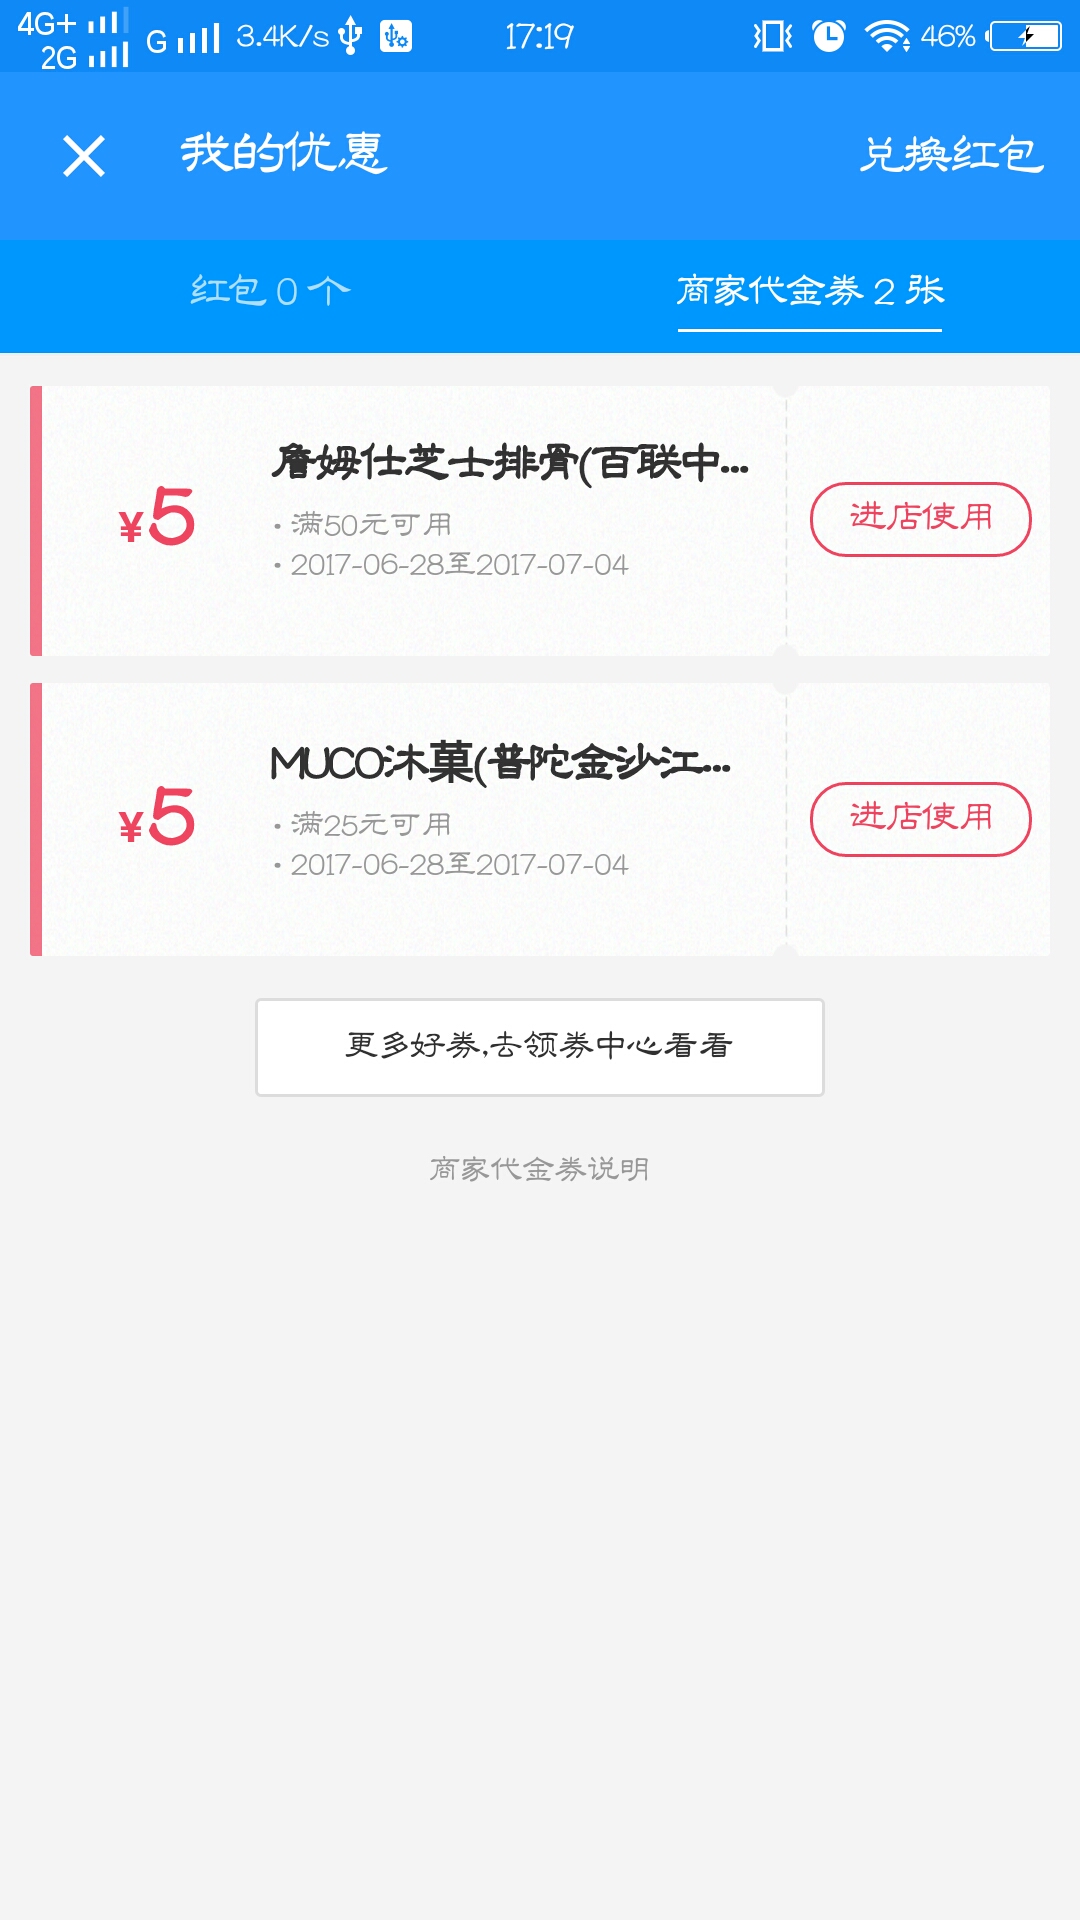 4G+ G 3.4K/s 17:19 46%
2G
我的优惠 兑换红包
红包 0 个 商家代金券 2 张
詹姆仕芝士排骨(百联中...
¥5
· 满50元可用
· 2017-06-28至2017-07-04
进店使用
MUCO沐菓(普陀金沙江...
¥5
· 满25元可用
· 2017-06-28至2017-07-04
进店使用
更多好券,去领券中心看看
商家代金券说明